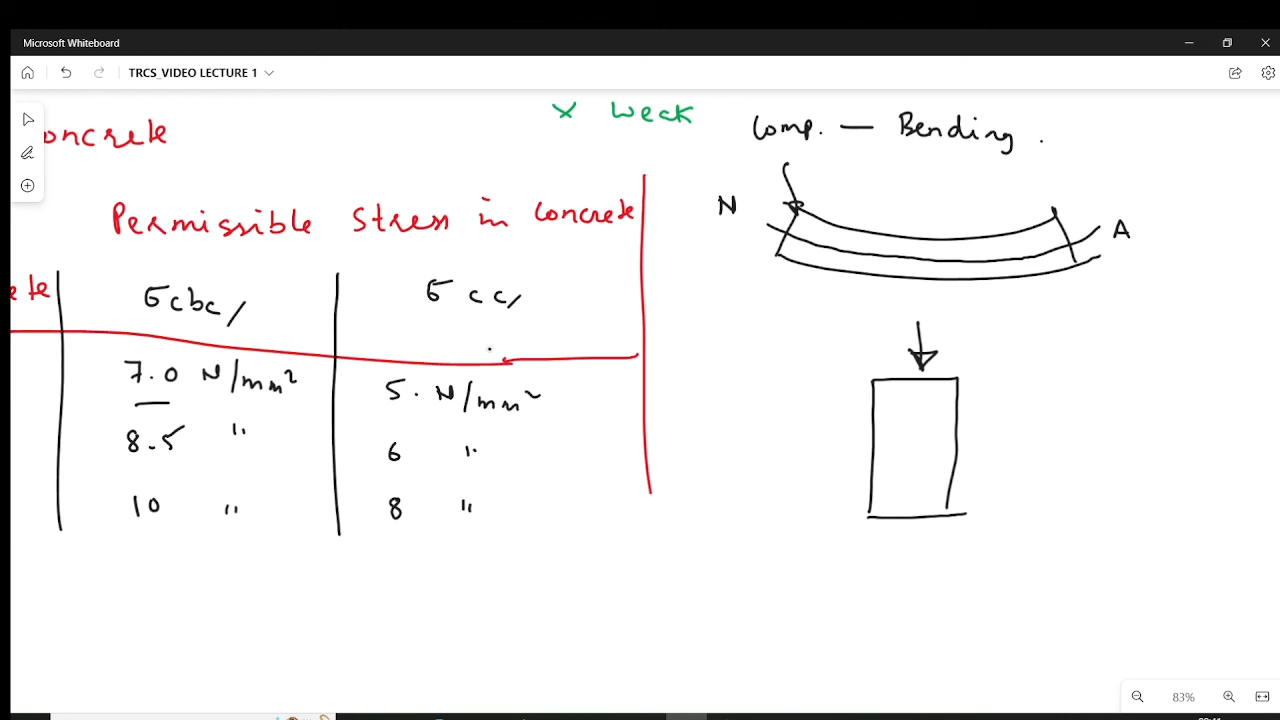 Microsoft Whiteboard
TRCS_VIDEO LECTURE 1
oncrete
x weck
Comp. — Bending.
Permissible stress in concrete
N
A
ete
σcbc/
σcc/
7.0 N/mm²
5. N/mm²
8.5 "
6 "
10 "
8 "
83%